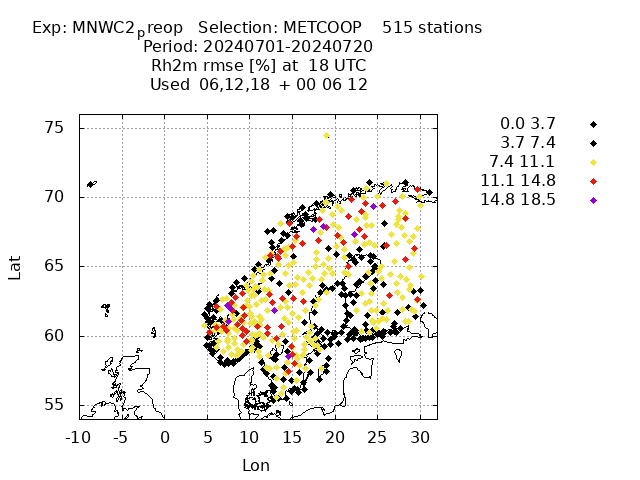 Exp: MNWC2preop Selection: METCOOP 515 stations
Period: 20240701-20240720
Rh2m rmse [%] at 18 UTC
Used 06,12,18 + 00 06 12
0.0 3.7
3.7 7.4
7.4 11.1
11.1 14.8
14.8 18.5
75
70
65
60
55
Lat
-10 -5 0 5 10 15 20 25 30
Lon